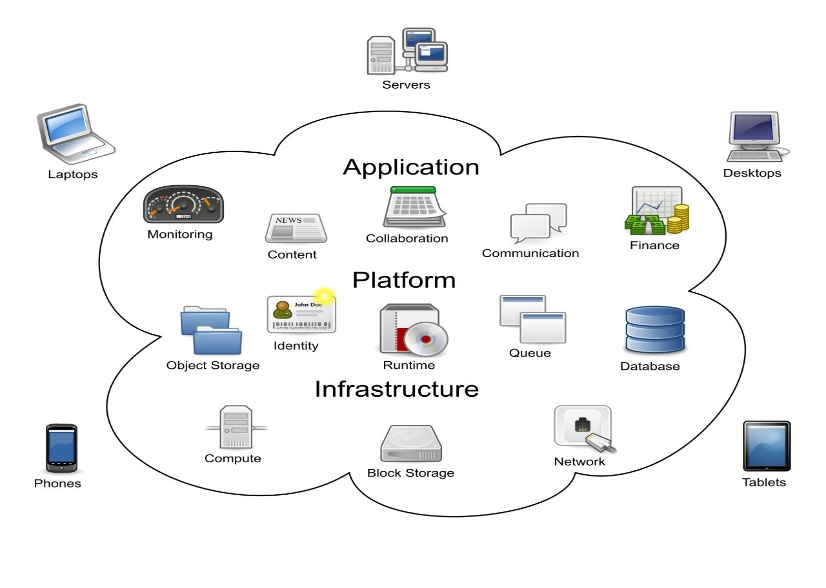 Servers
Laptops
Desktops
Application
Monitoring
NEWS
Content
Collaboration
Communication
Finance
Platform
John Doe
Object Storage
Identity
Runtime
Queue
Database
Infrastructure
Compute
Block Storage
Network
Phones
Tablets